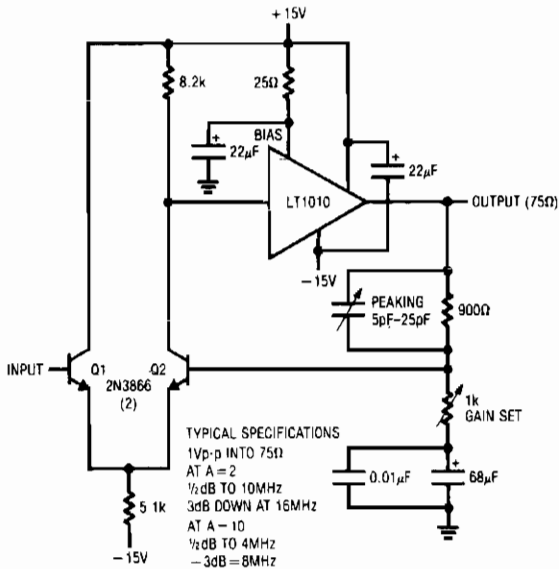 +15V
8.2k
25Ω
BIAS
22µF
22µF
LT1010
OUTPUT (75Ω)
−15V
PEAKING
5pF–25pF
900Ω
INPUT
Q1
Q2
2N3866
(2)
1k
GAIN SET
TYPICAL SPECIFICATIONS
1Vp-p INTO 75Ω
AT A = 2
½dB TO 10MHz
3dB DOWN AT 16MHz
AT A – 10
½dB TO 4MHz
−3dB = 8MHz
0.01µF
68µF
5 1k
−15V